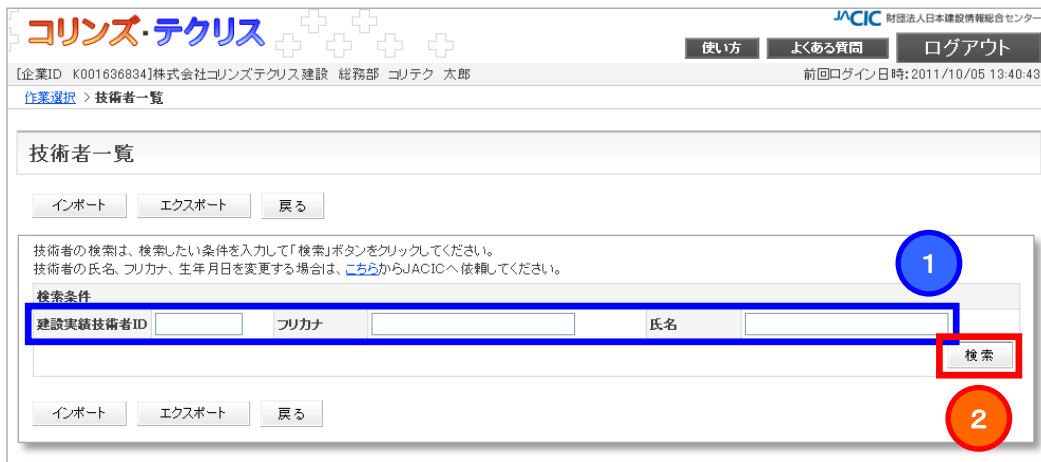 コリンズ・テクリス
JACIC 財団法人日本建設情報総合センター
使い方 よくある質問 ログアウト
[企業ID K001636834]株式会社コリンズテクリス建設 総務部 コリテク 太郎 前回ログイン日時:2011/10/05 13:40:43
作業選択 > 技術者一覧
技術者一覧
インポート エクスポート 戻る
技術者の検索は、検索したい条件を入力して「検索」ボタンをクリックしてください。
技術者の氏名、フリカナ、生年月日を変更する場合は、こちらからJACICへ依頼してください。
1
検索条件
建設実績技術者ID フリカナ 氏名
検索
インポート エクスポート 戻る
2